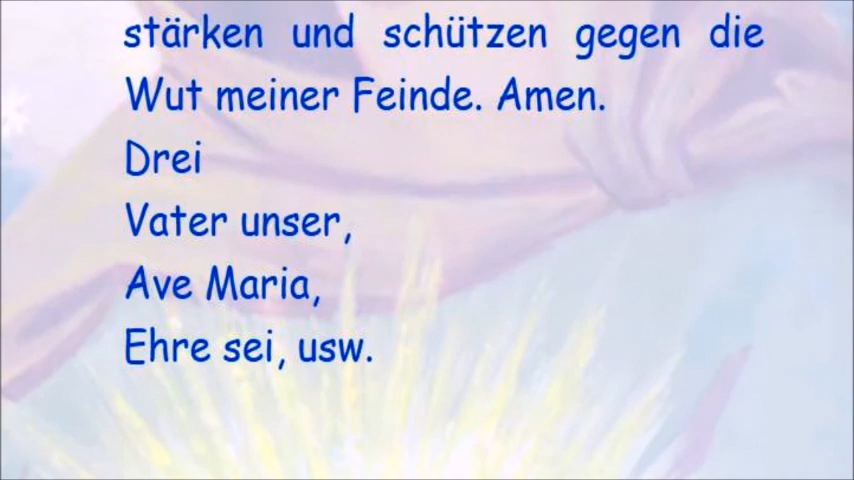 stärken und schützen gegen die
Wut meiner Feinde. Amen.
Drei
Vater unser,
Ave Maria,
Ehre sei, usw.